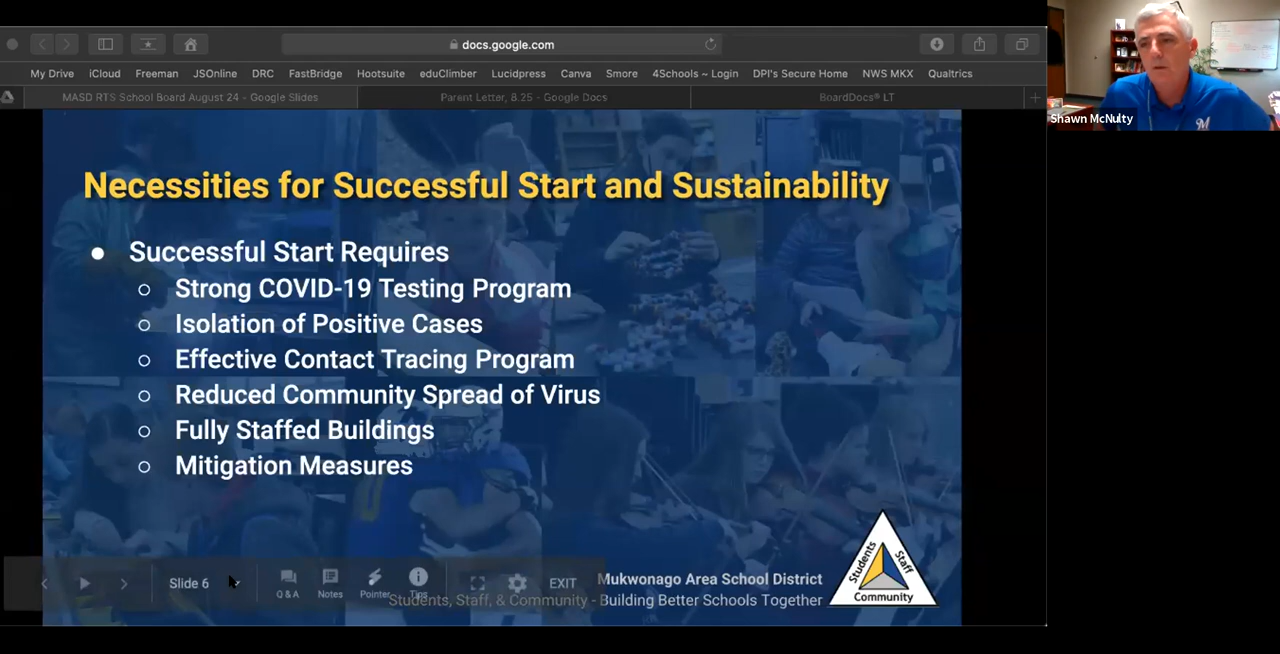 docs.google.com
My Drive iCloud Freeman JSOnline DRC FastBridge Hootsuite eduClimber Lucidpress Canva Smore 4Schools ~ Login DPI's Secure Home NWS MKX Qualtrics
MASD RTS School Board August 24 - Google Slides Parent Letter, 8.25 - Google Docs BoardDocs® LT
Shawn McNulty
Necessities for Successful Start and Sustainability
Successful Start Requires
Strong COVID-19 Testing Program
Isolation of Positive Cases
Effective Contact Tracing Program
Reduced Community Spread of Virus
Fully Staffed Buildings
Mitigation Measures
Students Staff
Community
Slide 6 Q & A Notes Pointer Tips EXIT
Mukwonago Area School District
Students, Staff, & Community - Building Better Schools Together